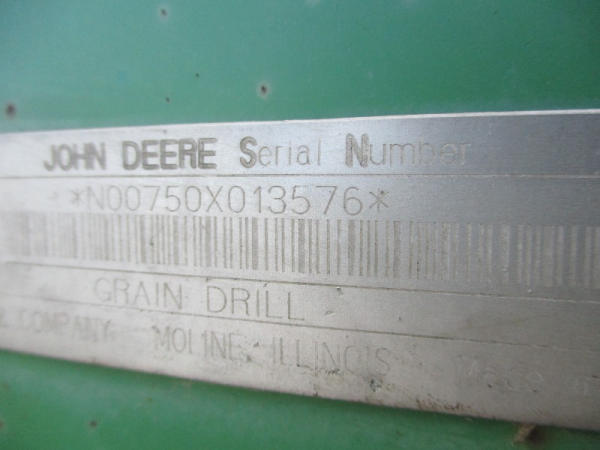 JOHN DEERE Serial Number
*N00750X013576*
GRAIN DRILL
COMPANY MOLINE, ILLINOIS